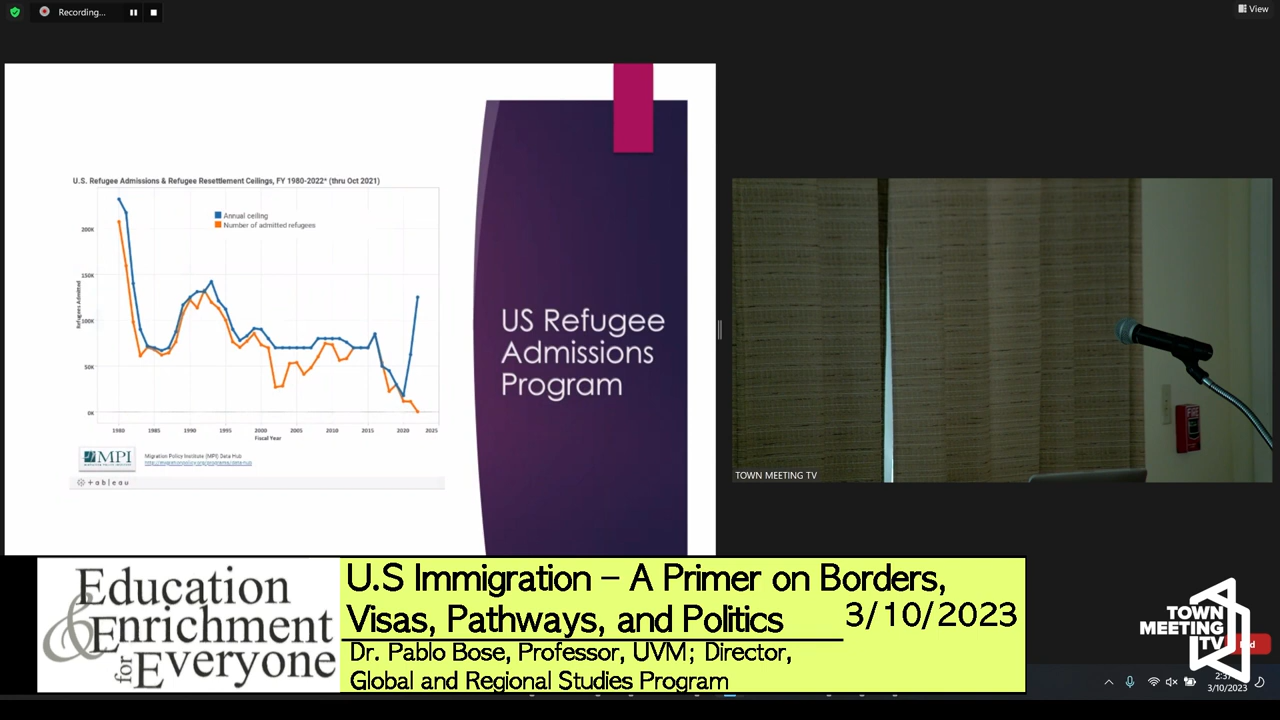 Recording...
View
U.S. Refugee Admissions & Refugee Resettlement Ceilings, FY 1980-2022* (thru Oct 2021)
Annual ceiling
Number of admitted refugees
200K
150K
100K
50K
0K
Refugees Admitted
1980 1985 1990 1995 2000 2005 2010 2015 2020 2025
Fiscal Year
MPI
Migration Policy Institute (MPI) Data Hub
+ableau
US Refugee
Admissions
Program
TOWN MEETING TV
Education
& Enrichment
for Everyone
U.S Immigration – A Primer on Borders,
Visas, Pathways, and Politics
3/10/2023
Dr. Pablo Bose, Professor, UVM; Director,
Global and Regional Studies Program
TOWN
MEETING
TV
3/10/2023